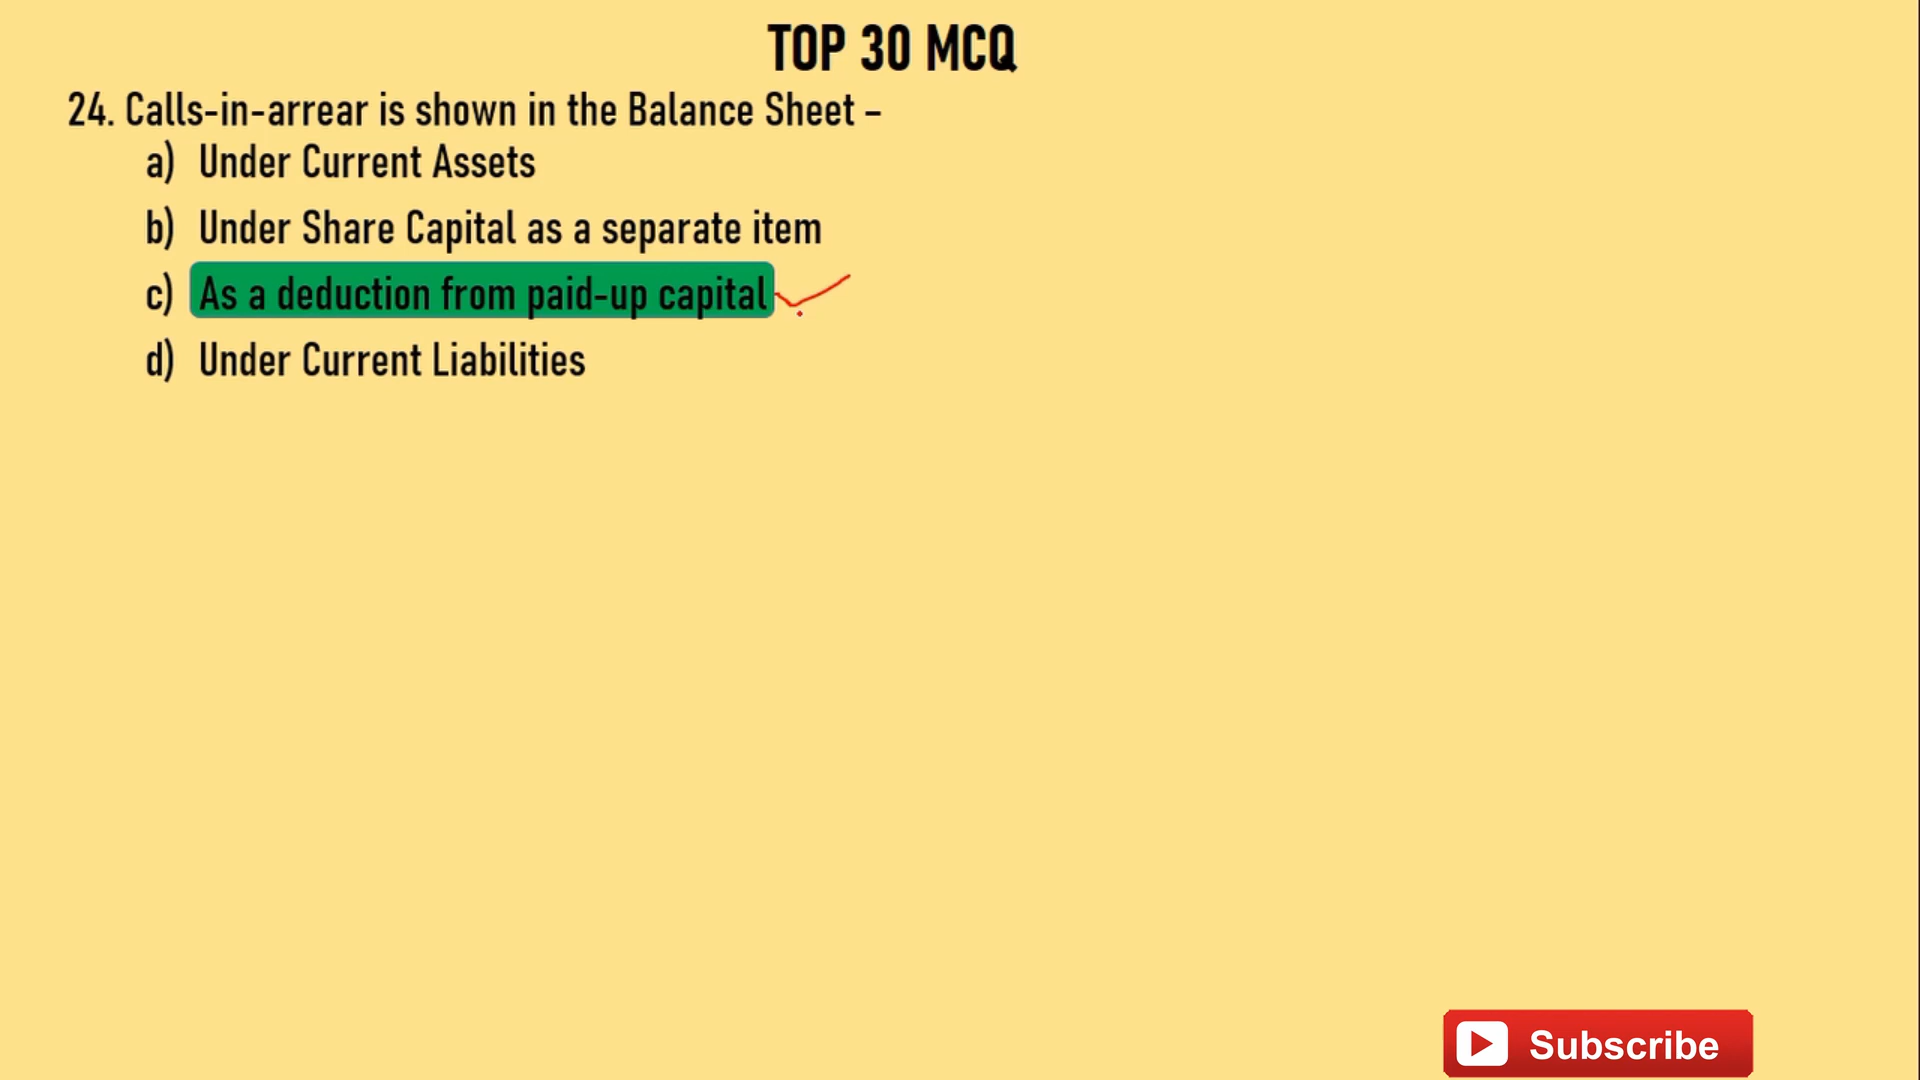 TOP 30 MCQ
24. Calls-in-arrear is shown in the Balance Sheet –
a) Under Current Assets
b) Under Share Capital as a separate item
c) As a deduction from paid-up capital
d) Under Current Liabilities
Subscribe